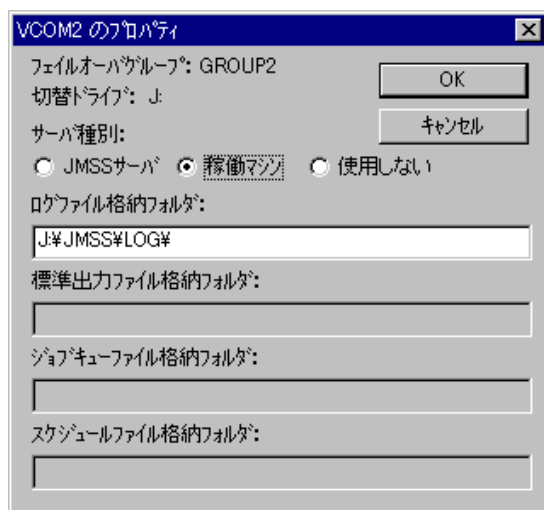 VCOM2 のﾌﾟﾛﾊﾟﾃｨ
ﾌｪｲﾙｵｰﾊﾞｸﾞﾙｰﾌﾟ: GROUP2
OK
切替ﾄﾞﾗｲﾌﾞ: J:
ｷｬﾝｾﾙ
ｻｰﾊﾞ種別:
JMSSｻｰﾊﾞ 稼働ﾏｼﾝ 使用しない
ﾛｸﾞﾌｧｲﾙ格納ﾌｫﾙﾀﾞ:
J:¥JMSS¥LOG¥
標準出力ﾌｧｲﾙ格納ﾌｫﾙﾀﾞ:
ｼﾞｮﾌﾞｷｭｰﾌｧｲﾙ格納ﾌｫﾙﾀﾞ:
ｽｹｼﾞｭｰﾙﾌｧｲﾙ格納ﾌｫﾙﾀﾞ: